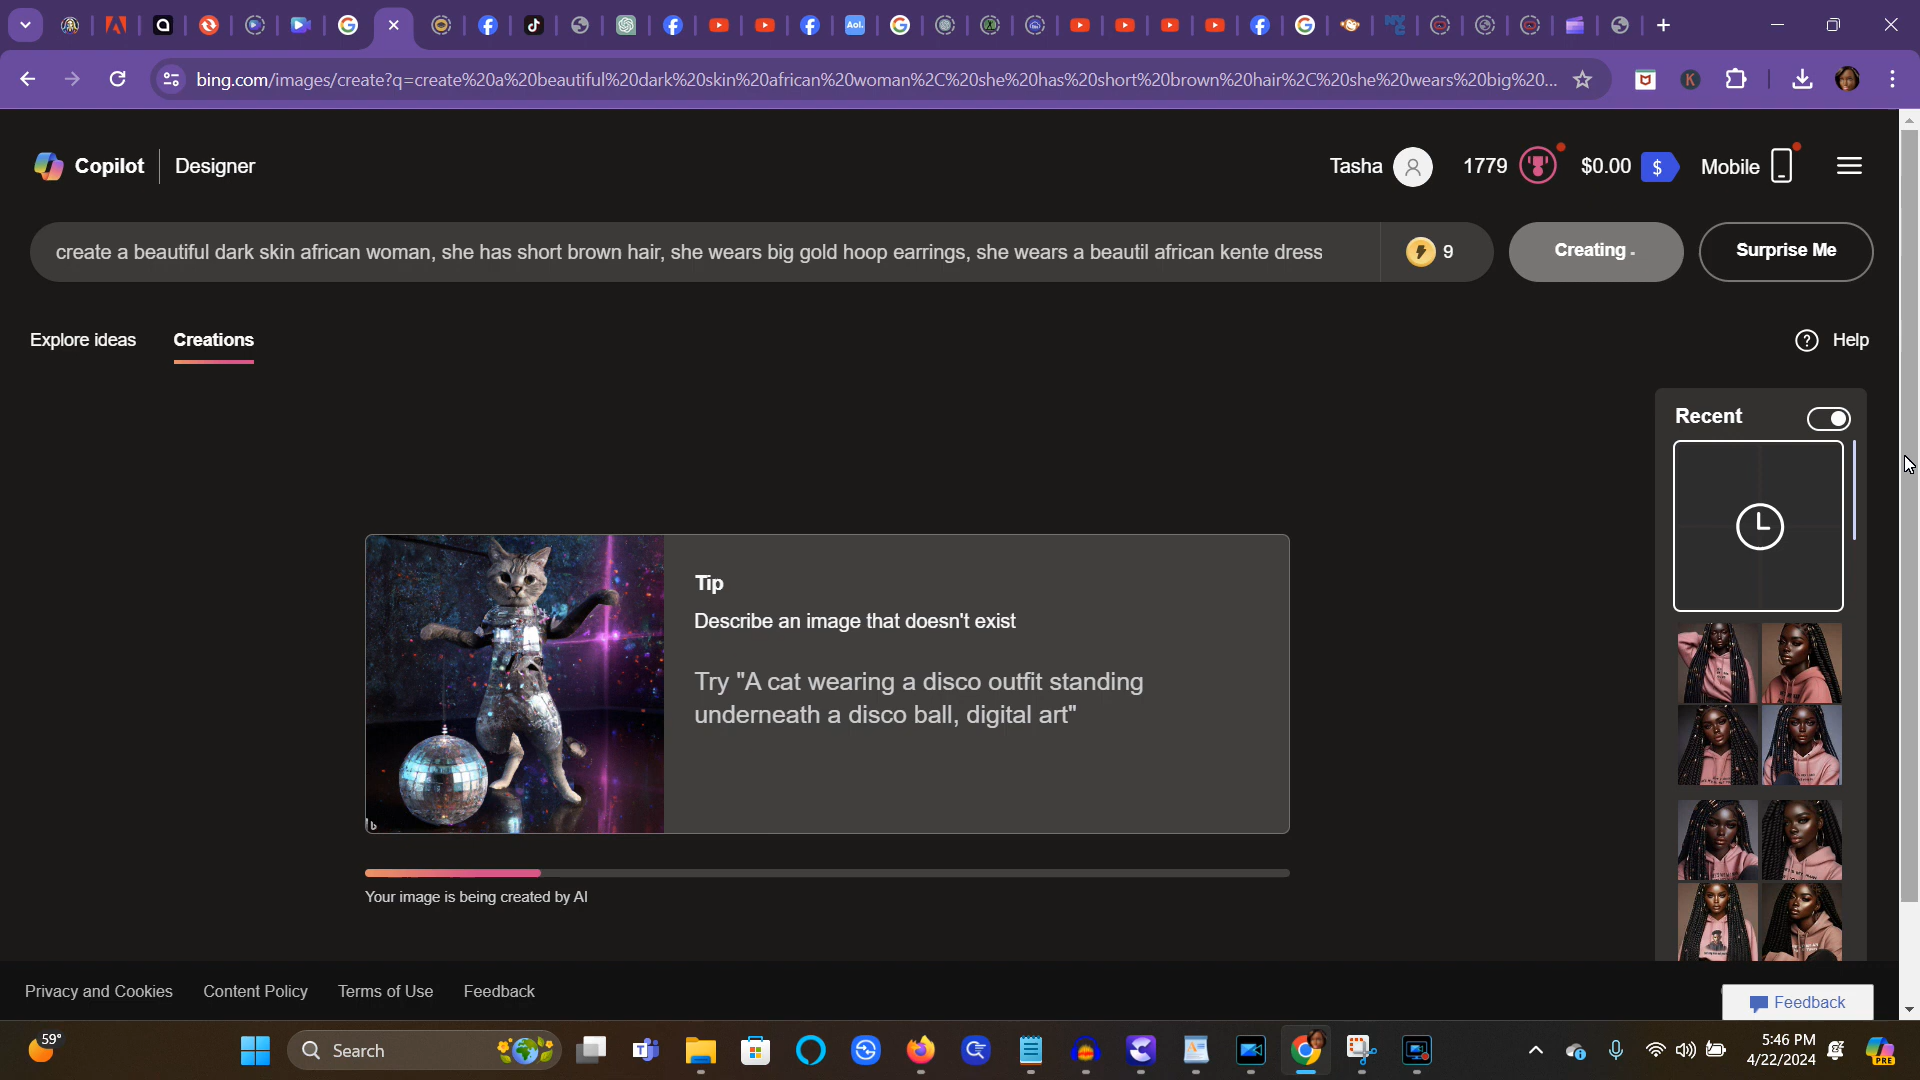 Aol.
bing.com/images/create?q=create%20a%20beautiful%20dark%20skin%20african%20woman%2C%20she%20has%20short%20brown%20hair%2C%20she%20wears%20big%20...
K
Copilot | Designer
Tasha
1779
$0.00
$
Mobile
create a beautiful dark skin african woman, she has short brown hair, she wears big gold hoop earrings, she wears a beautil african kente dress
9
Creating
Surprise Me
Explore ideas
Creations
? Help
Recent
Tip
Describe an image that doesn't exist
Try "A cat wearing a disco outfit standing
underneath a disco ball, digital art"
b
Your image is being created by AI
Privacy and Cookies
Content Policy
Terms of Use
Feedback
Feedback
59°
Search
5:46 PM
4/22/2024
PRE